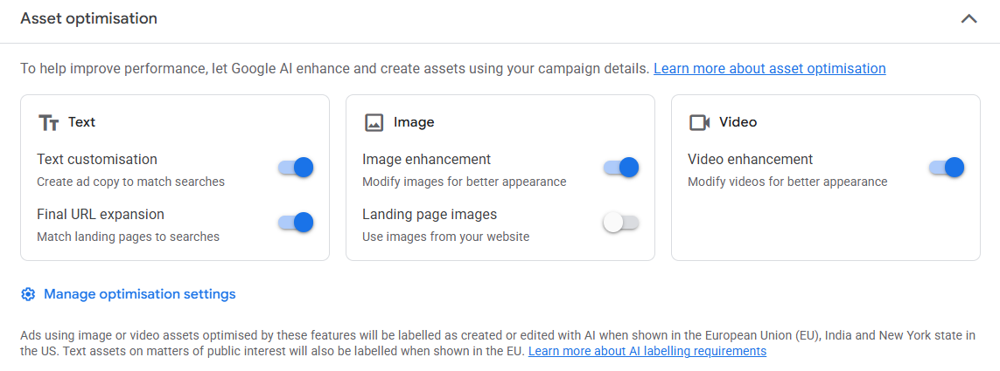 Asset optimisation
To help improve performance, let Google AI enhance and create assets using your campaign details. Learn more about asset optimisation
Text
Text customisation
Create ad copy to match searches
Final URL expansion
Match landing pages to searches
Image
Image enhancement
Modify images for better appearance
Landing page images
Use images from your website
Video
Video enhancement
Modify videos for better appearance
Manage optimisation settings
Ads using image or video assets optimised by these features will be labelled as created or edited with AI when shown in the European Union (EU), India and New York state in
the US. Text assets on matters of public interest will also be labelled when shown in the EU. Learn more about AI labelling requirements